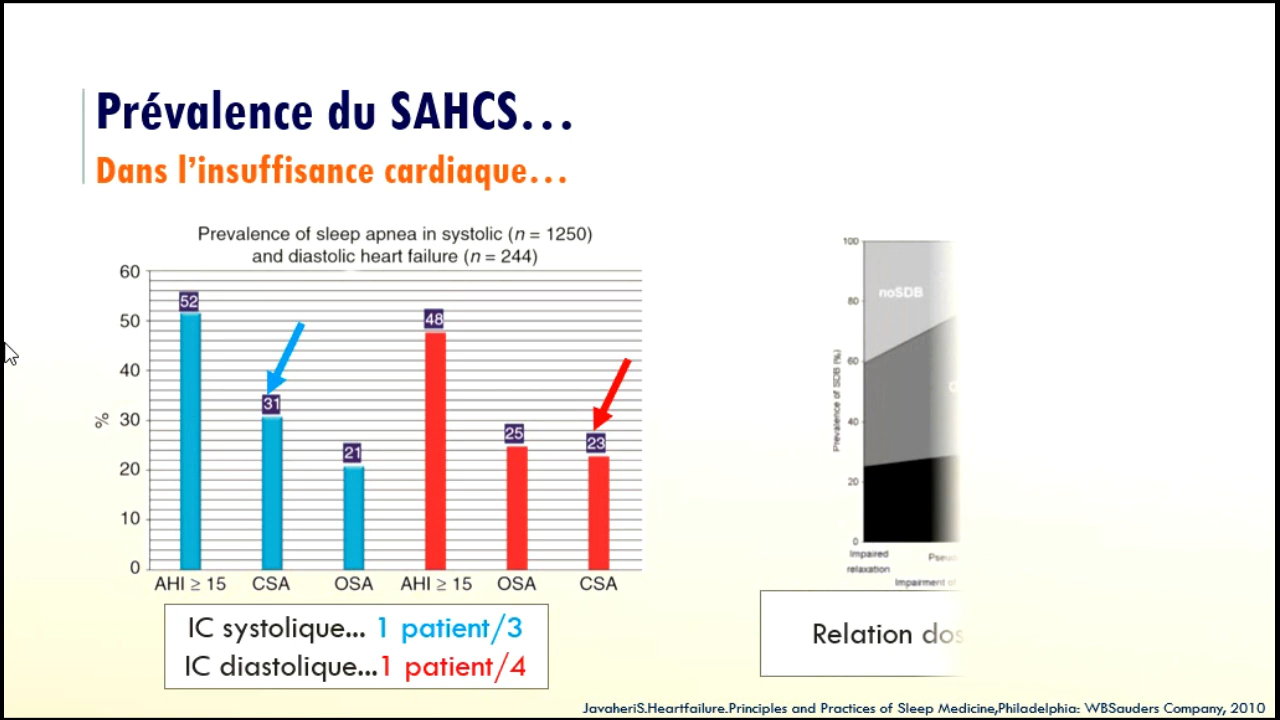 Prévalence du SAHCS…
Dans l’insuffisance cardiaque…
Prevalence of sleep apnea in systolic (n = 1250)
and diastolic heart failure (n = 244)
60
50
40
30
20
10
0
%
52
31
21
48
25
23
AHI ≥ 15 CSA OSA AHI ≥ 15 OSA CSA
IC systolique... 1 patient/3
IC diastolique...1 patient/4
100
80
60
40
20
0
Prevalence of SDB (%)
noSDB
Impaired
relaxation
Impairment of
Relation
JavaheriS.Heartfailure.Principles and Practices of Sleep Medicine,Philadelphia: WBSauders Company, 2010